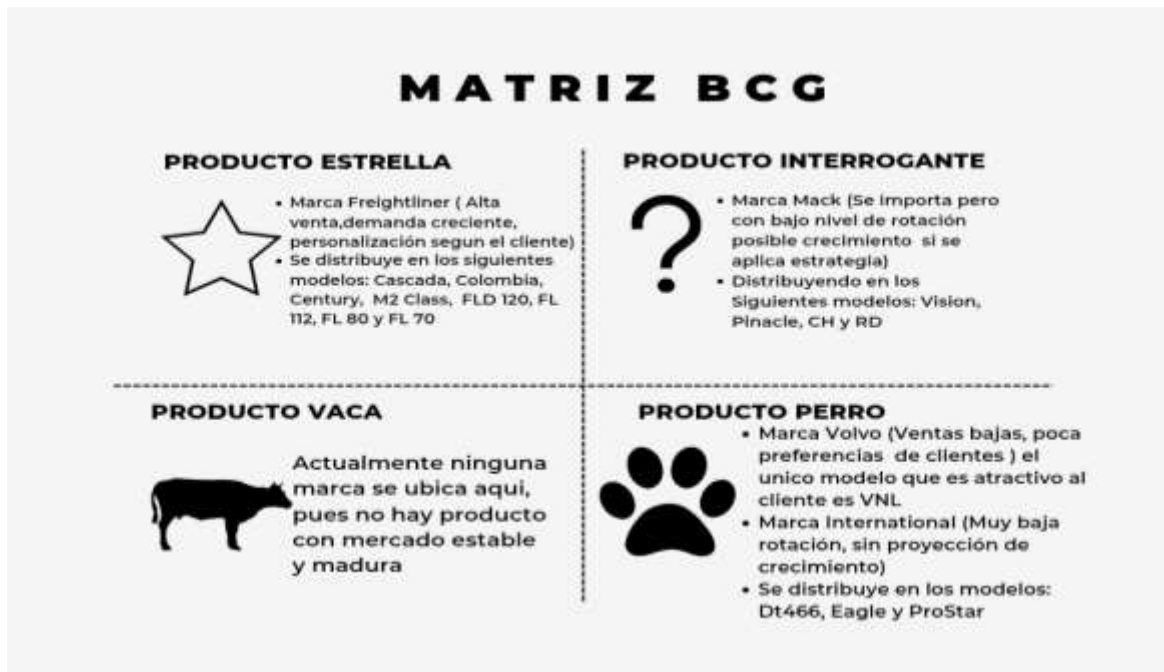 MATRIZ BCG
PRODUCTO ESTRELLA
• Marca Freightliner ( Alta
venta,demanda creciente,
personalización segun el cliente)
• Se distribuye en los siguientes
modelos: Cascada, Colombia,
Century, M2 Class, FLD 120, FL
112, FL 80 y FL 70
PRODUCTO INTERROGANTE
?
• Marca Mack (Se importa pero
con bajo nivel de rotación
posible crecimiento si se
aplica estrategia)
• Distribuyendo en los
Siguientes modelos: Vision,
Pinacle, CH y RD
PRODUCTO VACA
Actualmente ninguna
marca se ubica aqui,
pues no hay producto
con mercado estable
y madura
PRODUCTO PERRO
• Marca Volvo (Ventas bajas, poca
preferencias de clientes ) el
unico modelo que es atractivo al
cliente es VNL
• Marca International (Muy baja
rotación, sin proyección de
crecimiento)
• Se distribuye en los modelos:
Dt466, Eagle y ProStar